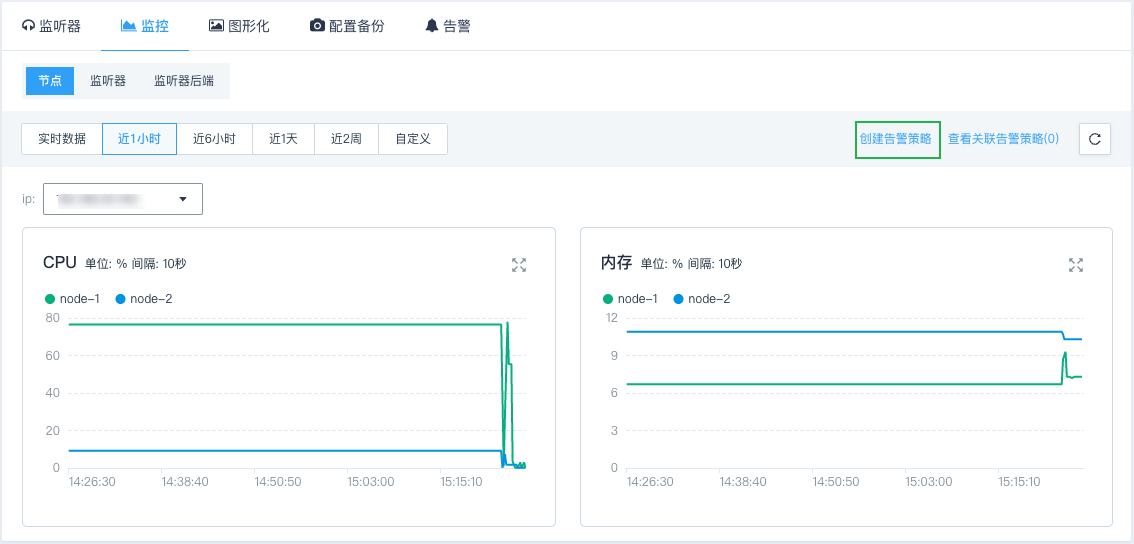 监听器 监控 图形化 配置备份 告警
节点 监听器 监听器后端
实时数据 近1小时 近6小时 近1天 近2周 自定义 创建告警策略 查看关联告警策略(0)
ip:
CPU 单位: % 间隔: 10秒
node-1 node-2
80
60
40
20
0
14:26:30 14:38:40 14:50:50 15:03:00 15:15:10
内存 单位: % 间隔: 10秒
node-1 node-2
12
9
6
3
0
14:26:30 14:38:40 14:50:50 15:03:00 15:15:10